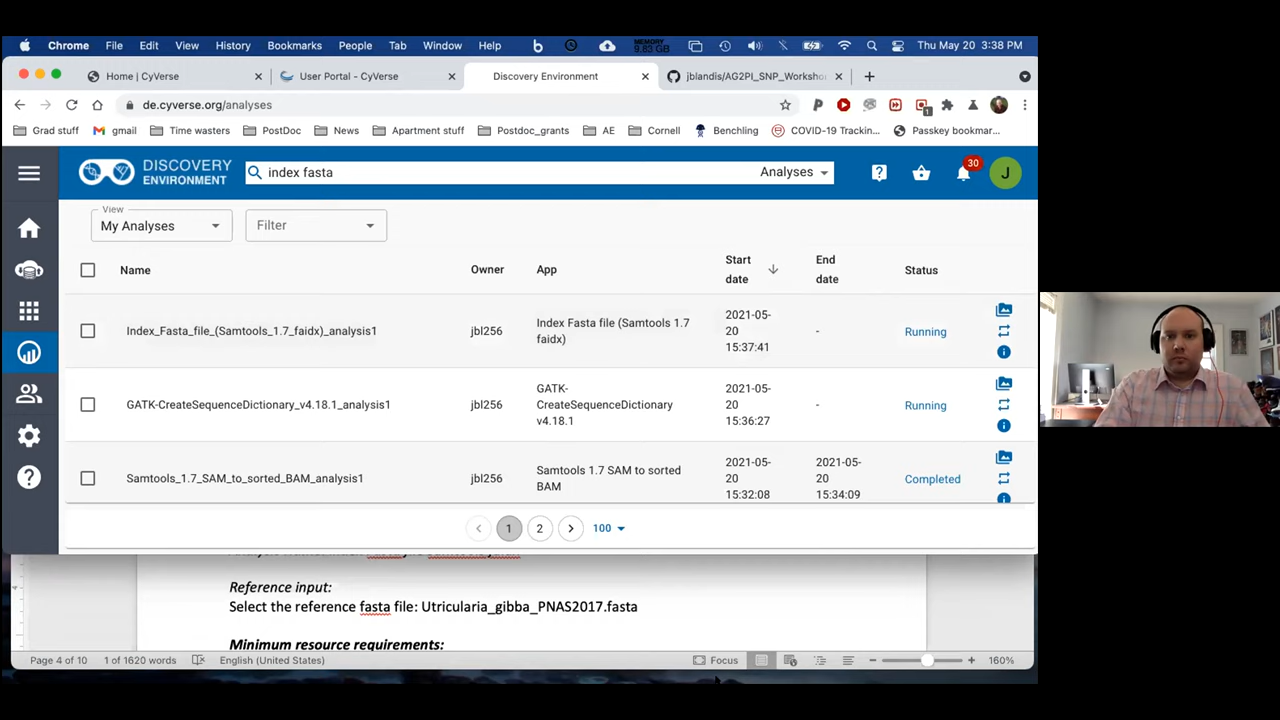 Chrome File Edit View History Bookmarks People Tab Window Help MEMORY 9.83 GB Thu May 20 3:38 PM
Home | CyVerse User Portal - CyVerse Discovery Environment jblandis/AG2PI_SNP_Worksho
de.cyverse.org/analyses
Grad stuff gmail Time wasters PostDoc News Apartment stuff Postdoc_grants AE Cornell Benchling COVID-19 Trackin... Passkey bookmar...
DISCOVERY ENVIRONMENT
index fasta Analyses 30 J
View
My Analyses Filter
Name Owner App Start date End date Status
Index_Fasta_file_(Samtools_1.7_faidx)_analysis1 jbl256 Index Fasta file (Samtools 1.7 faidx) 2021-05-20 15:37:41 - Running
GATK-CreateSequenceDictionary_v4.18.1_analysis1 jbl256 GATK-CreateSequenceDictionary v4.18.1 2021-05-20 15:36:27 - Running
Samtools_1.7_SAM_to_sorted_BAM_analysis1 jbl256 Samtools 1.7 SAM to sorted BAM 2021-05-20 15:32:08 2021-05-20 15:34:09 Completed
1 2 100
Reference input:
Select the reference fasta file: Utricularia_gibba_PNAS2017.fasta
Minimum resource requirements:
Page 4 of 10 1 of 1620 words English (United States) Focus 160%